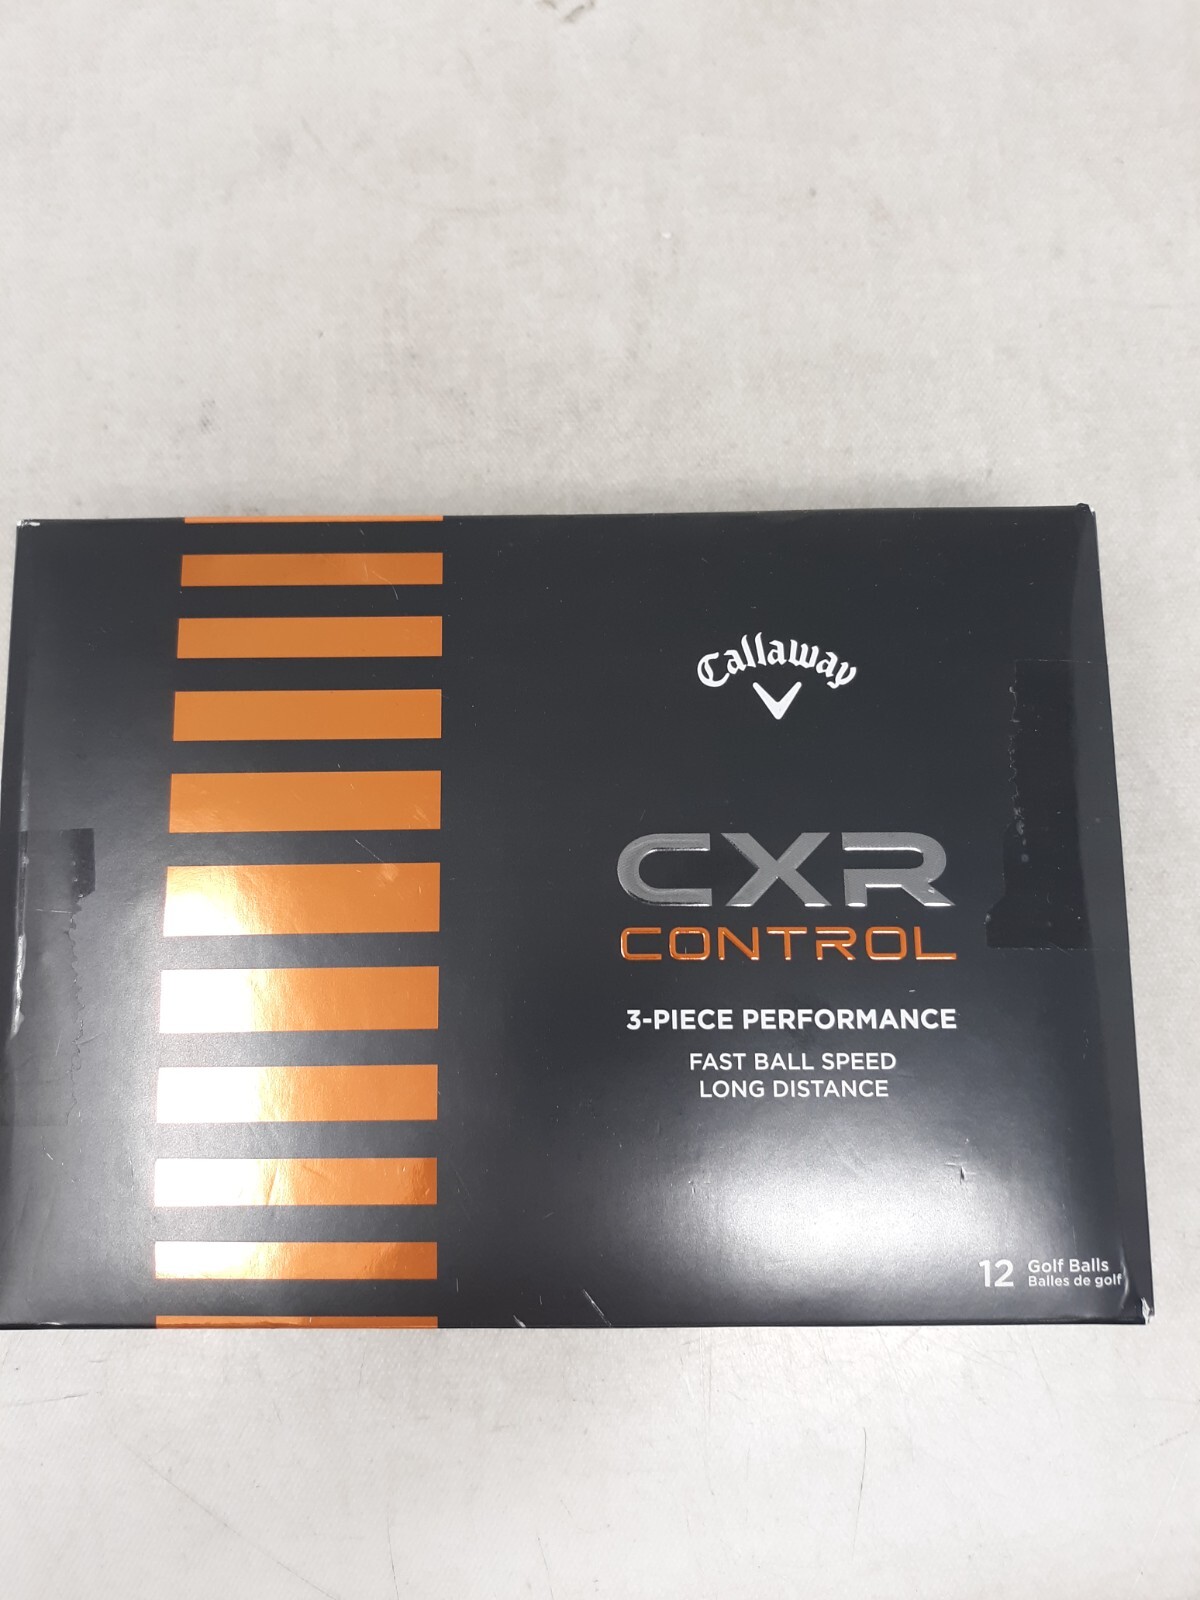 Callaway
CXR
CONTROL
3-PIECE PERFORMANCE
FAST BALL SPEED
LONG DISTANCE
12 Golf Balls
Balles de golf